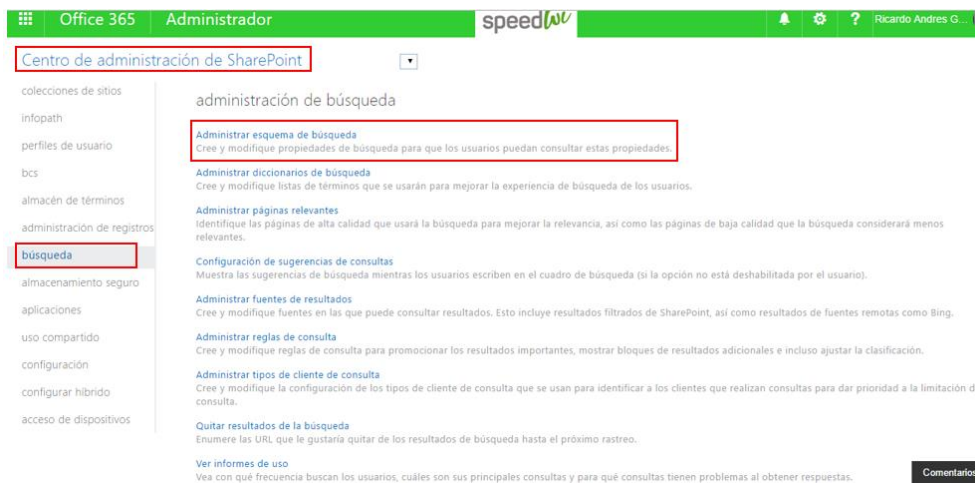 Office 365
Administrador
speedwu
Ricardo Andres G...
Centro de administración de SharePoint
colecciones de sitios
infopath
perfiles de usuario
bcs
almacén de términos
administración de registros
búsqueda
almacenamiento seguro
aplicaciones
uso compartido
configuración
configurar híbrido
acceso de dispositivos
administración de búsqueda
Administrar esquema de búsqueda
Cree y modifique propiedades de búsqueda para que los usuarios puedan consultar estas propiedades.
Administrar diccionarios de búsqueda
Cree y modifique listas de términos que se usarán para mejorar la experiencia de búsqueda de los usuarios.
Administrar páginas relevantes
Identifique las páginas de alta calidad que usará la búsqueda para mejorar la relevancia, así como las páginas de baja calidad que la búsqueda considerará menos
relevantes.
Configuración de sugerencias de consultas
Muestra las sugerencias de búsqueda mientras los usuarios escriben en el cuadro de búsqueda (si la opción no está deshabilitada por el usuario).
Administrar fuentes de resultados
Cree y modifique fuentes en las que puede consultar resultados. Esto incluye resultados filtrados de SharePoint, así como resultados de fuentes remotas como Bing.
Administrar reglas de consulta
Cree y modifique reglas de consulta para promocionar los resultados importantes, mostrar bloques de resultados adicionales e incluso ajustar la clasificación.
Administrar tipos de cliente de consulta
Cree y modifique la configuración de los tipos de cliente de consulta que se usan para identificar a los clientes que realizan consultas para dar prioridad a la limitación d
consulta.
Quitar resultados de la búsqueda
Enumere las URL que le gustaría quitar de los resultados de búsqueda hasta el próximo rastreo.
Ver informes de uso
Vea con qué frecuencia buscan los usuarios, cuáles son sus principales consultas y para qué consultas tienen problemas al obtener respuestas.
Comentarios